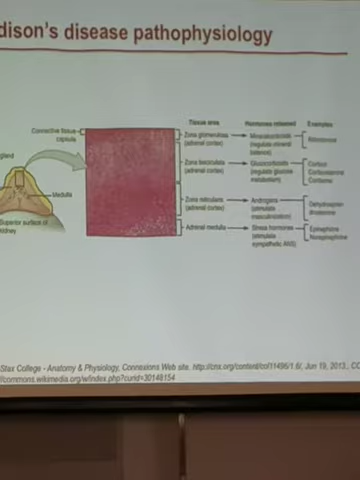 dison's disease pathophysiology
Tissue area Hormones released Examples
Connective tissue capsule
Zona glomerulosa (adrenal cortex) Mineralocorticoids (regulate mineral balance) Aldosterone
gland
Zona fasciculata (adrenal cortex) Glucocorticoids (regulate glucose metabolism) Cortisol Corticosterone Cortisone
Medulla
Zona reticularis (adrenal cortex) Androgens (stimulate masculinization)
Superior surface of kidney
Adrenal medulla Stress hormones (stimulate sympathetic ANS) Epinephrine Norepinephrine
Stax College - Anatomy & Physiology, Connexions Web site. http://cnx.org/content/col11496/1.6/, Jun 19, 2013., CC
//commons.wikimedia.org/w/index.php?curid=30148154